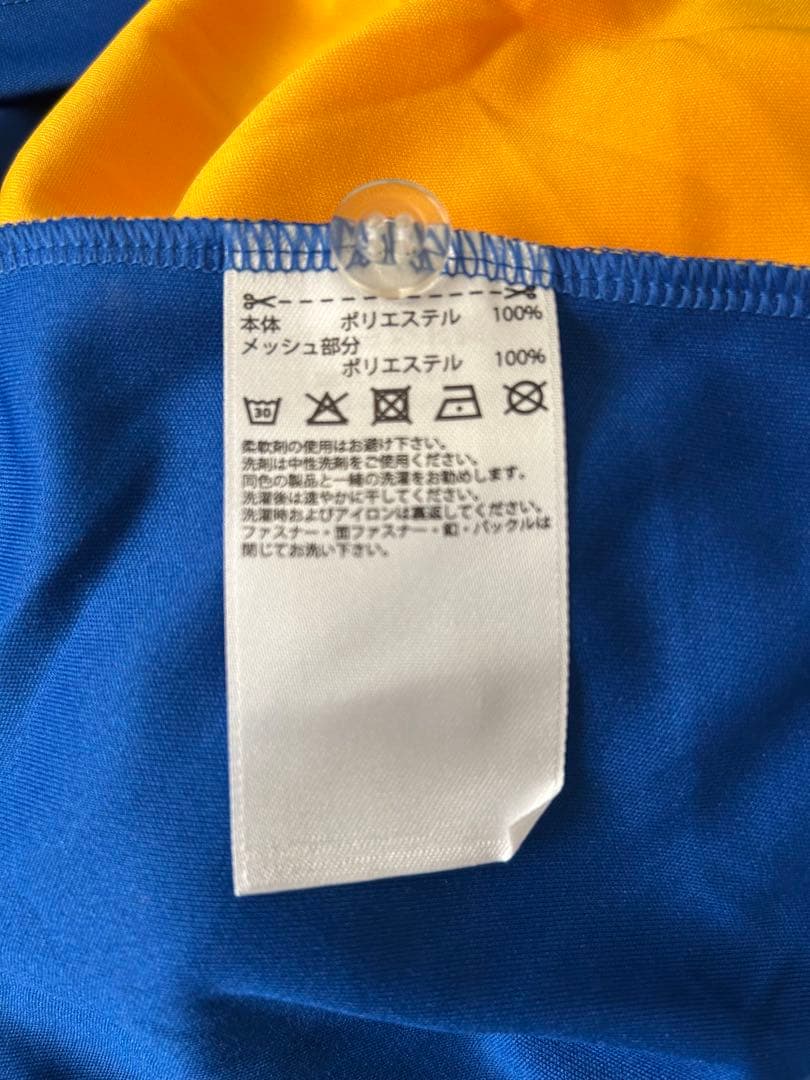 本体 ポリエステル 100%
メッシュ部分
ポリエステル 100%
30
柔軟剤の使用はお避け下さい。
洗剤は中性洗剤をご使用ください。
同色の製品と一緒の洗濯をお勧めします。
洗濯後は速やかに干してください。
洗濯時およびアイロンは裏返してください。
ファスナー・面ファスナー・釦・バックルは
閉じてお洗い下さい。